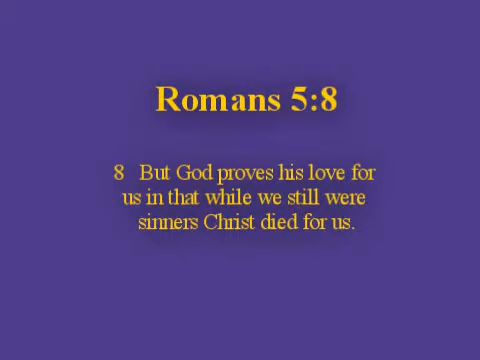 Romans 5:8
8 But God proves his love for
us in that while we still were
sinners Christ died for us.